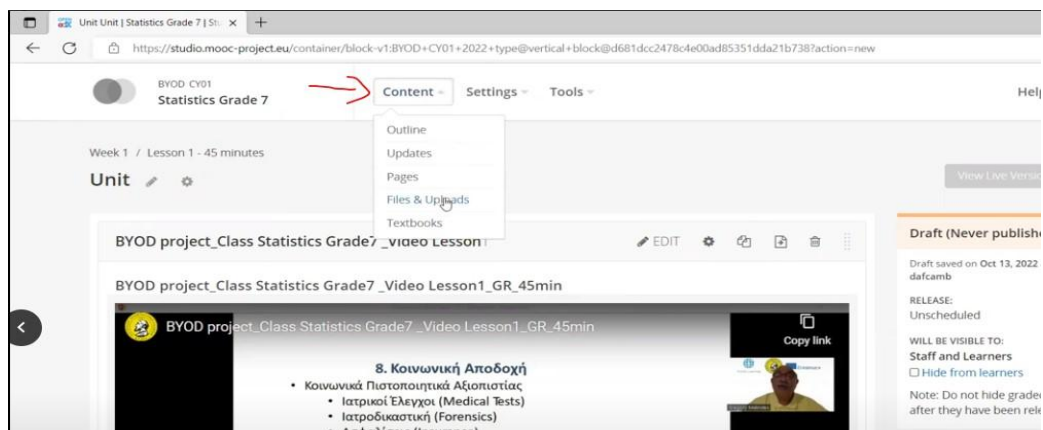 Unit Unit | Statistics Grade 7 | St
https://studio.mooc-project.eu/container/block-v1:BYOD+CY01+2022+type@vertical+block@d681dcc2478c4e00ad85351dda21b738?action=new
BYOD CY01
Statistics Grade 7
Content Settings Tools Help
Outline
Updates
Pages
Files & Uploads
Textbooks
Week 1 / Lesson 1 - 45 minutes
Unit
View Live Version
BYOD project_Class Statistics Grade7 _Video Lesson1
EDIT
BYOD project_Class Statistics Grade7 _Video Lesson1_GR_45min
BYOD project_Class Statistics Grade7 _Video Lesson1_GR_45min
Copy link
8. Κοινωνική Αποδοχή
• Κοινωνικά Πιστοποιητικά Αξιοπιστίας
• Ιατρικοί Έλεγχοι (Medical Tests)
• Ιατροδικαστική (Forensics)
Draft (Never publishe
Draft saved on Oct 13, 2022
dafcamb
RELEASE:
Unscheduled
WILL BE VISIBLE TO:
Staff and Learners
Hide from learners
Note: Do not hide graded
after they have been rele